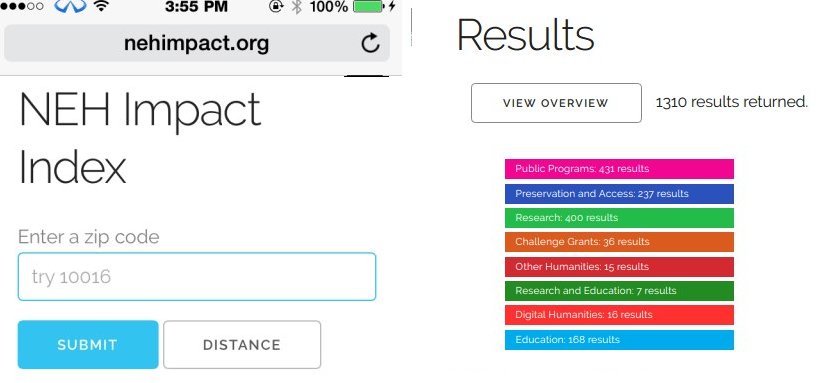 3:55 PM 100%
nehimpact.org
NEH Impact
Index
Enter a zip code
try 10016
SUBMIT DISTANCE
Results
VIEW OVERVIEW 1310 results returned.
Public Programs: 431 results
Preservation and Access: 237 results
Research: 400 results
Challenge Grants: 36 results
Other Humanities: 15 results
Research and Education: 7 results
Digital Humanities: 16 results
Education: 168 results